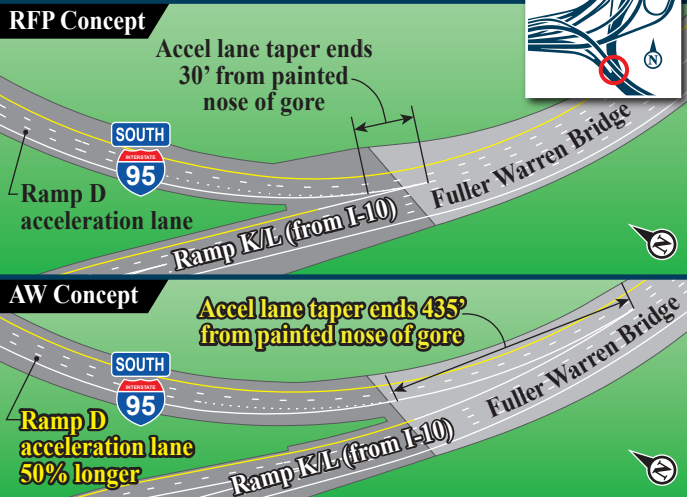 RFP Concept
Accel lane taper ends
30’ from painted
nose of gore
N
SOUTH
INTERSTATE
95
Ramp D
acceleration lane
Ramp K/L (from I-10)
Fuller Warren Bridge
N
AW Concept
Accel lane taper ends 435’
from painted nose of gore
SOUTH
INTERSTATE
95
Ramp D
acceleration lane
50% longer
Ramp K/L (from I-10)
Fuller Warren Bridge
N